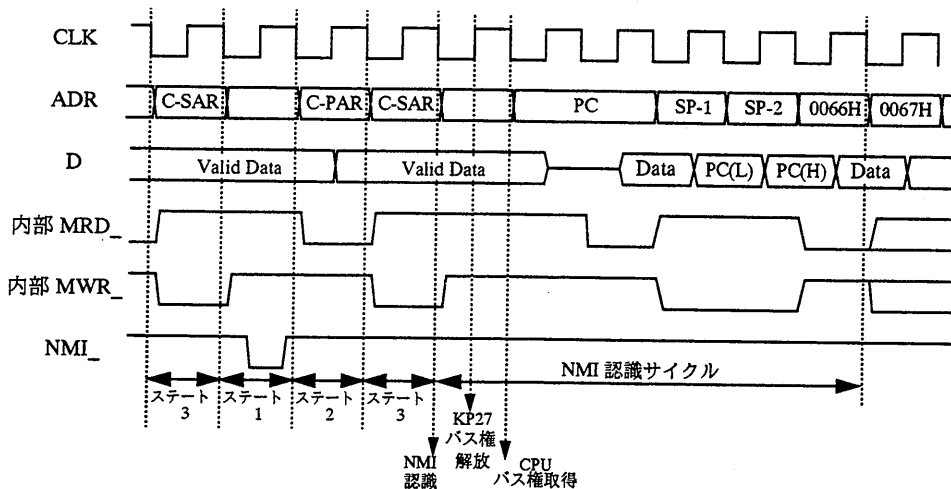 CLK
ADR
C-SAR
C-PAR
C-SAR
PC
SP-1
SP-2
0066H
0067H
D
Valid Data
Valid Data
Data
PC(L)
PC(H)
Data
内部 MRD_
内部 MWR_
NMI_
ステート
3
ステート
1
ステート
2
ステート
3
NMI 認識サイクル
NMI
認識
KP27
バス権
解放
CPU
バス権取得